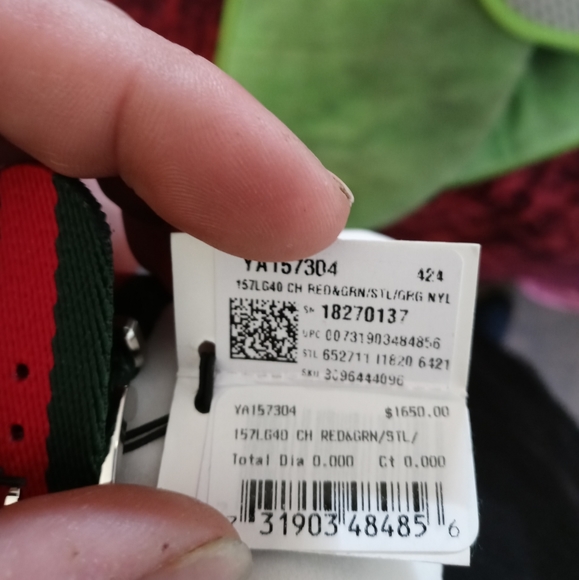 YA157304 424
157LG40 CH RED&GRN/STL/GRG NYL
SN 18270137
UPC 00731903484856
STL 652711 I1820 6421
SKU 3096444096
YA157304 $1650.00
157LG40 CH RED&GRN/STL/
Total Dia 0.000 Ct 0.000
7 31903 48485 6